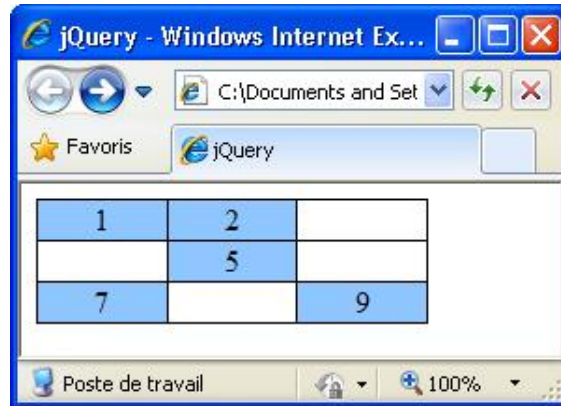 jQuery - Windows Internet Ex...
C:\Documents and Set
Favoris jQuery
1 2
5
7 9
Poste de travail 100%